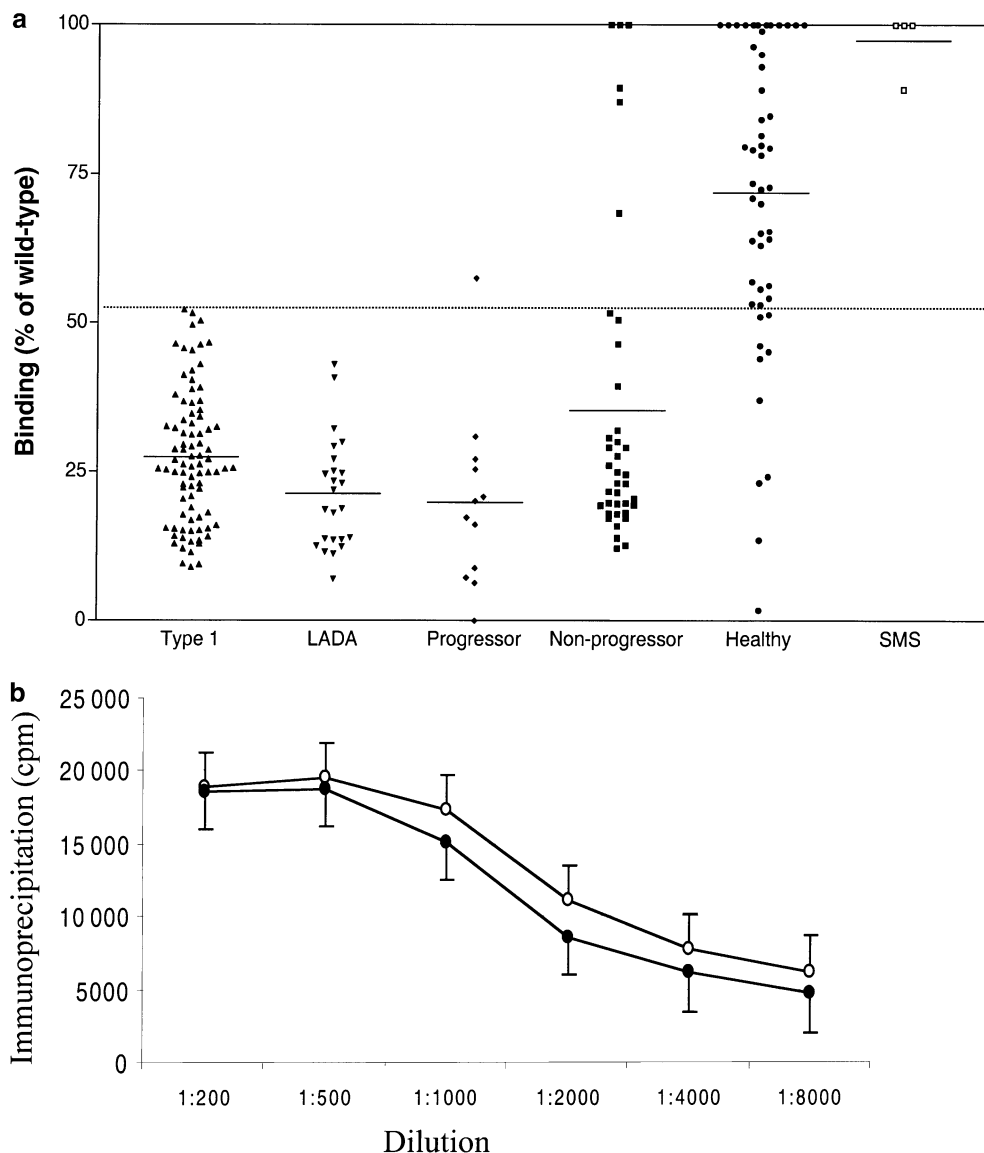 a
Binding (% of wild-type)
100
75
50
25
0
Type 1 LADA Progressor Non-progressor Healthy SMS
b
Immunoprecipitation (cpm)
25 000
20 000
15 000
10 000
5000
0
1:200 1:500 1:1000 1:2000 1:4000 1:8000
Dilution